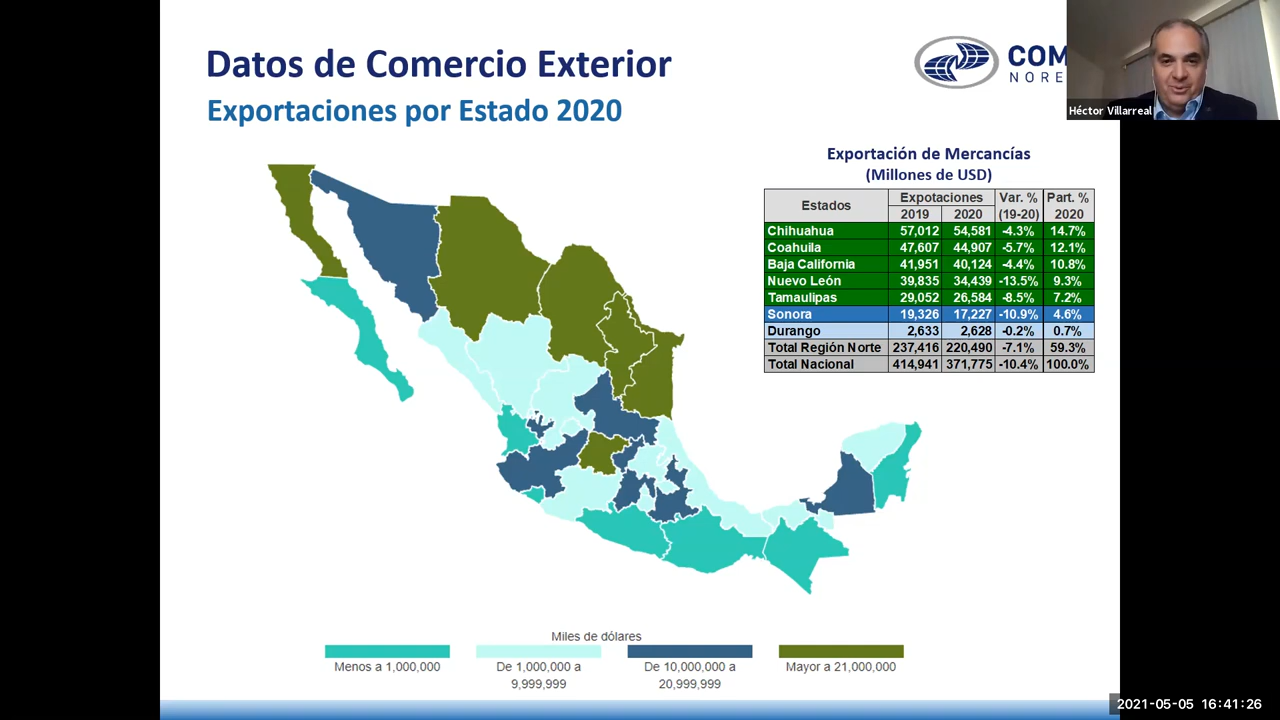 Datos de Comercio Exterior
Exportaciones por Estado 2020
COM
NORE
Héctor Villarreal
Exportación de Mercancías
(Millones de USD)
Estados Expotaciones Var. % Part. %
2019 2020 (19-20) 2020
Chihuahua 57,012 54,581 -4.3% 14.7%
Coahuila 47,607 44,907 -5.7% 12.1%
Baja California 41,951 40,124 -4.4% 10.8%
Nuevo León 39,835 34,439 -13.5% 9.3%
Tamaulipas 29,052 26,584 -8.5% 7.2%
Sonora 19,326 17,227 -10.9% 4.6%
Durango 2,633 2,628 -0.2% 0.7%
Total Región Norte 237,416 220,490 -7.1% 59.3%
Total Nacional 414,941 371,775 -10.4% 100.0%
Miles de dólares
Menos a 1,000,000 De 1,000,000 a De 10,000,000 a Mayor a 21,000,000
9,999,999 20,999,999
2021-05-05 16:41:26